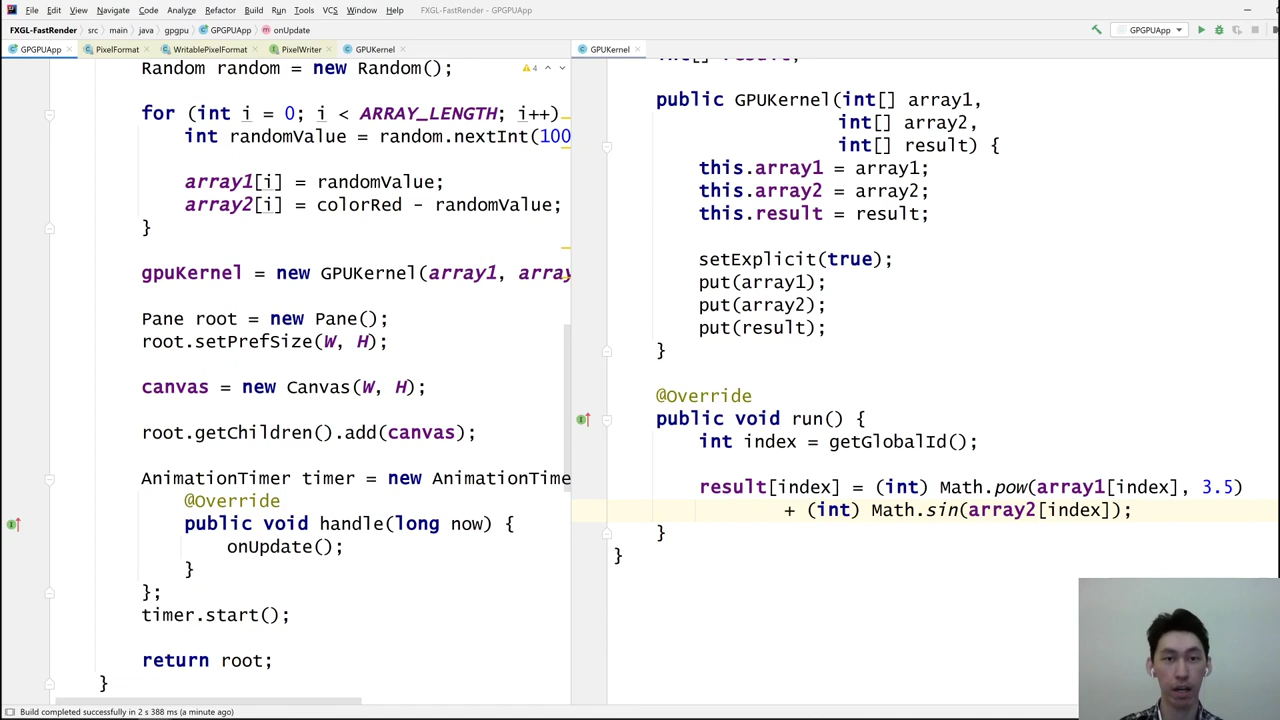 File Edit View Navigate Code Analyze Refactor Build Run Tools VCS Window Help FXGL-FastRender - GPGPUApp
FXGL-FastRender src main java gpgpu GPGPUApp onUpdate GPGPUApp
GPGPUApp PixelFormat WritablePixelFormat PixelWriter GPUKernel
Random random = new Random();
4
for (int i = 0; i < ARRAY_LENGTH; i++)
int randomValue = random.nextInt(100
array1[i] = randomValue;
array2[i] = colorRed - randomValue;
}
gpuKernel = new GPUKernel(array1, array
Pane root = new Pane();
root.setPrefSize(W, H);
canvas = new Canvas(W, H);
root.getChildren().add(canvas);
AnimationTimer timer = new AnimationTime
@Override
public void handle(long now) {
onUpdate();
}
};
timer.start();
return root;
}
GPUKernel
int[] result;
public GPUKernel(int[] array1,
int[] array2,
int[] result) {
this.array1 = array1;
this.array2 = array2;
this.result = result;
setExplicit(true);
put(array1);
put(array2);
put(result);
}
@Override
public void run() {
int index = getGlobalId();
result[index] = (int) Math.pow(array1[index], 3.5)
+ (int) Math.sin(array2[index]);
}
}
Build completed successfully in 2 s 388 ms (a minute ago)